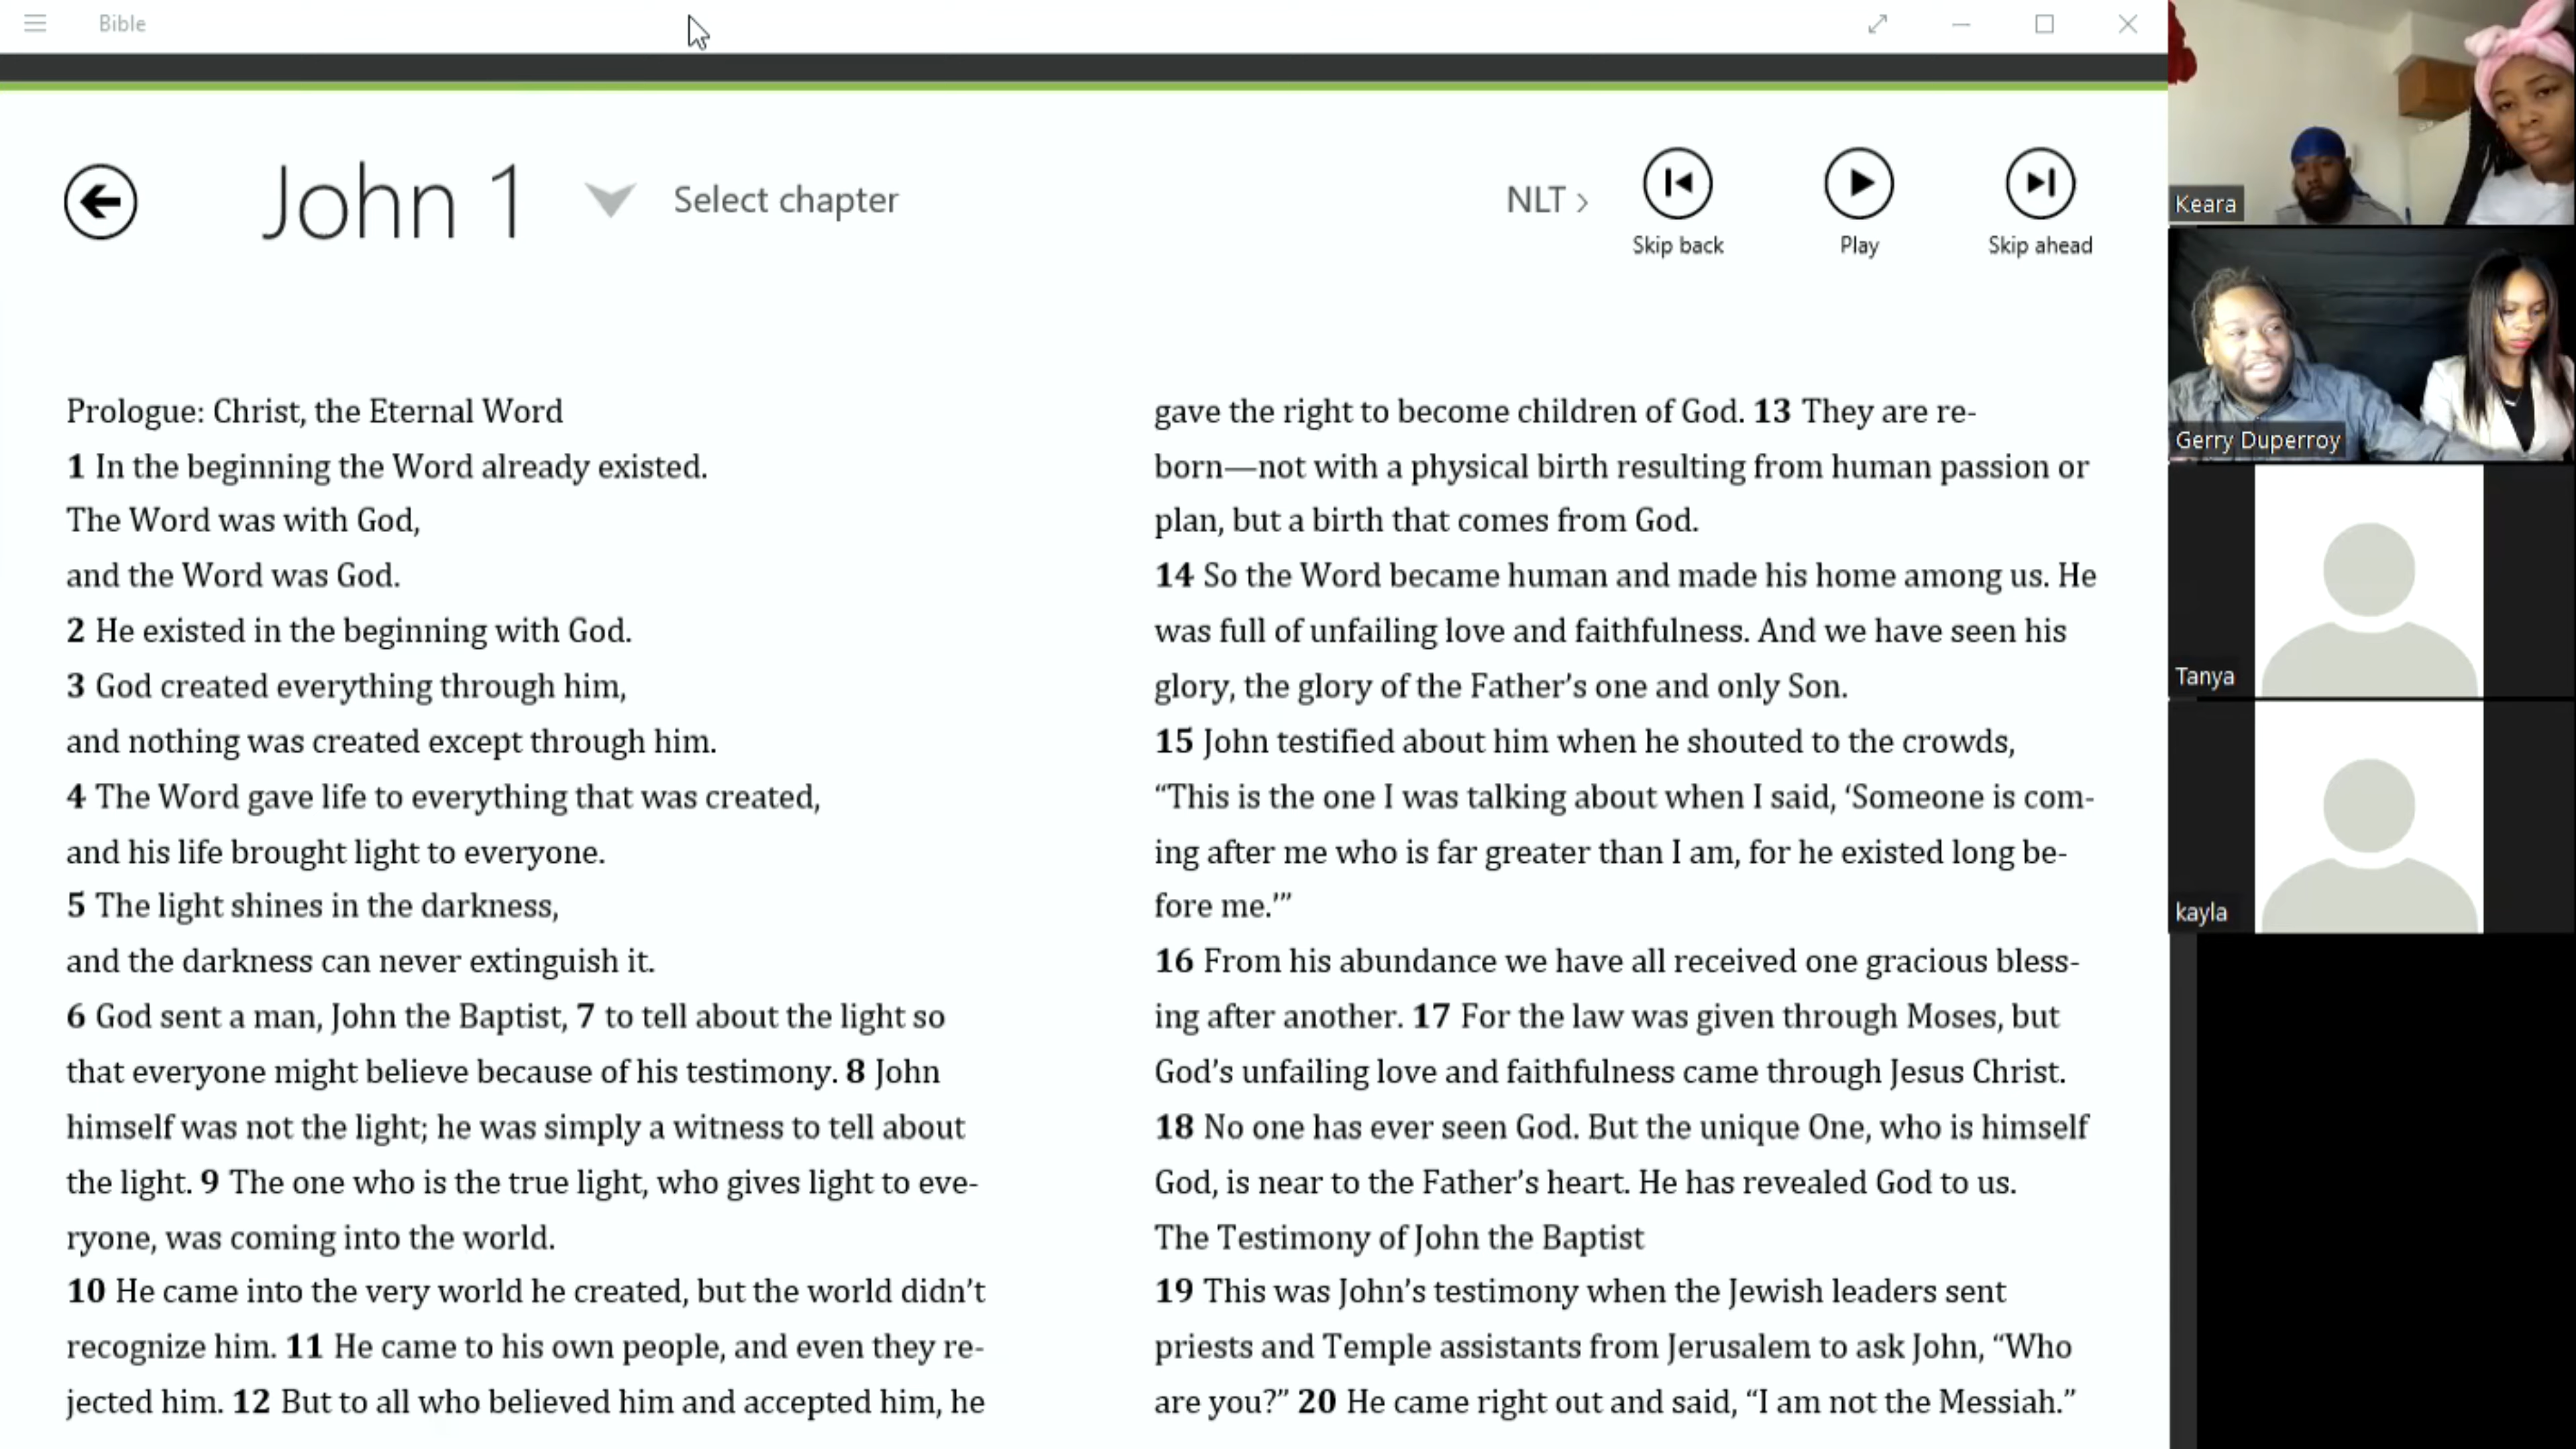 Bible
John 1
Select chapter
NLT >
Skip back
Play
Skip ahead
Prologue: Christ, the Eternal Word
1 In the beginning the Word already existed.
The Word was with God,
and the Word was God.
2 He existed in the beginning with God.
3 God created everything through him,
and nothing was created except through him.
4 The Word gave life to everything that was created,
and his life brought light to everyone.
5 The light shines in the darkness,
and the darkness can never extinguish it.
6 God sent a man, John the Baptist, 7 to tell about the light so
that everyone might believe because of his testimony. 8 John
himself was not the light; he was simply a witness to tell about
the light. 9 The one who is the true light, who gives light to eve-
ryone, was coming into the world.
10 He came into the very world he created, but the world didn’t
recognize him. 11 He came to his own people, and even they re-
jected him. 12 But to all who believed him and accepted him, he
gave the right to become children of God. 13 They are re-
born—not with a physical birth resulting from human passion or
plan, but a birth that comes from God.
14 So the Word became human and made his home among us. He
was full of unfailing love and faithfulness. And we have seen his
glory, the glory of the Father’s one and only Son.
15 John testified about him when he shouted to the crowds,
“This is the one I was talking about when I said, ‘Someone is com-
ing after me who is far greater than I am, for he existed long be-
fore me.’”
16 From his abundance we have all received one gracious bless-
ing after another. 17 For the law was given through Moses, but
God’s unfailing love and faithfulness came through Jesus Christ.
18 No one has ever seen God. But the unique One, who is himself
God, is near to the Father’s heart. He has revealed God to us.
The Testimony of John the Baptist
19 This was John’s testimony when the Jewish leaders sent
priests and Temple assistants from Jerusalem to ask John, “Who
are you?” 20 He came right out and said, “I am not the Messiah.”
Keara
Gerry Duperroy
Tanya
kayla